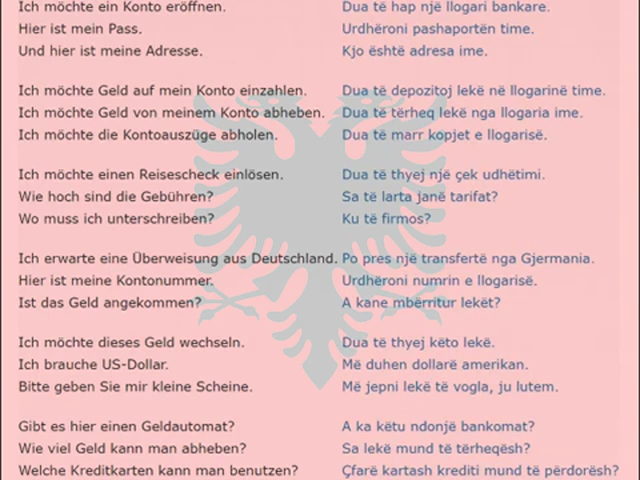 Ich möchte ein Konto eröffnen. Dua të hap një llogari bankare.
Hier ist mein Pass. Urdhëroni pashaportën time.
Und hier ist meine Adresse. Kjo është adresa ime.
Ich möchte Geld auf mein Konto einzahlen. Dua të depozitoj lekë në llogarinë time.
Ich möchte Geld von meinem Konto abheben. Dua të tërheq lekë nga llogaria ime.
Ich möchte die Kontoauszüge abholen. Dua të marr kopjet e llogarisë.
Ich möchte einen Reisescheck einlösen. Dua të thyej një çek udhëtimi.
Wie hoch sind die Gebühren? Sa të larta janë tarifat?
Wo muss ich unterschreiben? Ku të firmos?
Ich erwarte eine Überweisung aus Deutschland. Po pres një transfertë nga Gjermania.
Hier ist meine Kontonummer. Urdhëroni numrin e llogarisë.
Ist das Geld angekommen? A kane mbërritur lekët?
Ich möchte dieses Geld wechseln. Dua të thyej këto lekë.
Ich brauche US-Dollar. Më duhen dollarë amerikan.
Bitte geben Sie mir kleine Scheine. Më jepni lekë të vogla, ju lutem.
Gibt es hier einen Geldautomat? A ka këtu ndonjë bankomat?
Wie viel Geld kann man abheben? Sa lekë mund të tërheqësh?
Welche Kreditkarten kann man benutzen? Çfarë kartash krediti mund të përdorësh?